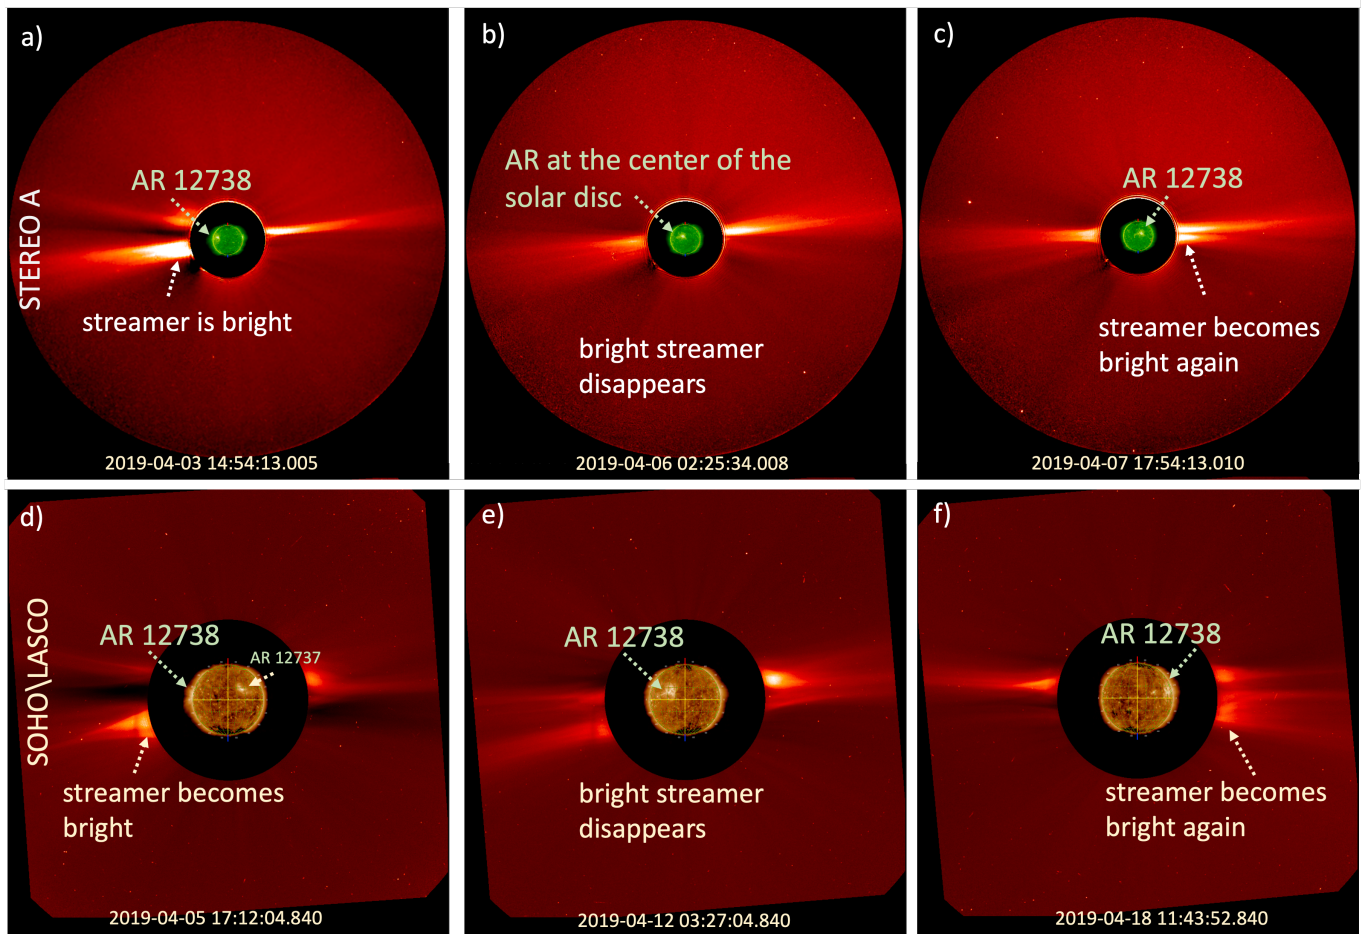 a)
AR 12738
STEREO A
streamer is bright
2019-04-03 14:54:13.005
b)
AR at the center of the
solar disc
bright streamer
disappears
2019-04-06 02:25:34.008
c)
AR 12738
streamer becomes
bright again
2019-04-07 17:54:13.010
d)
AR 12738
AR 12737
SOHO\LASCO
streamer becomes
bright
2019-04-05 17:12:04.840
e)
AR 12738
bright streamer
disappears
2019-04-12 03:27:04.840
f)
AR 12738
streamer becomes
bright again
2019-04-18 11:43:52.840